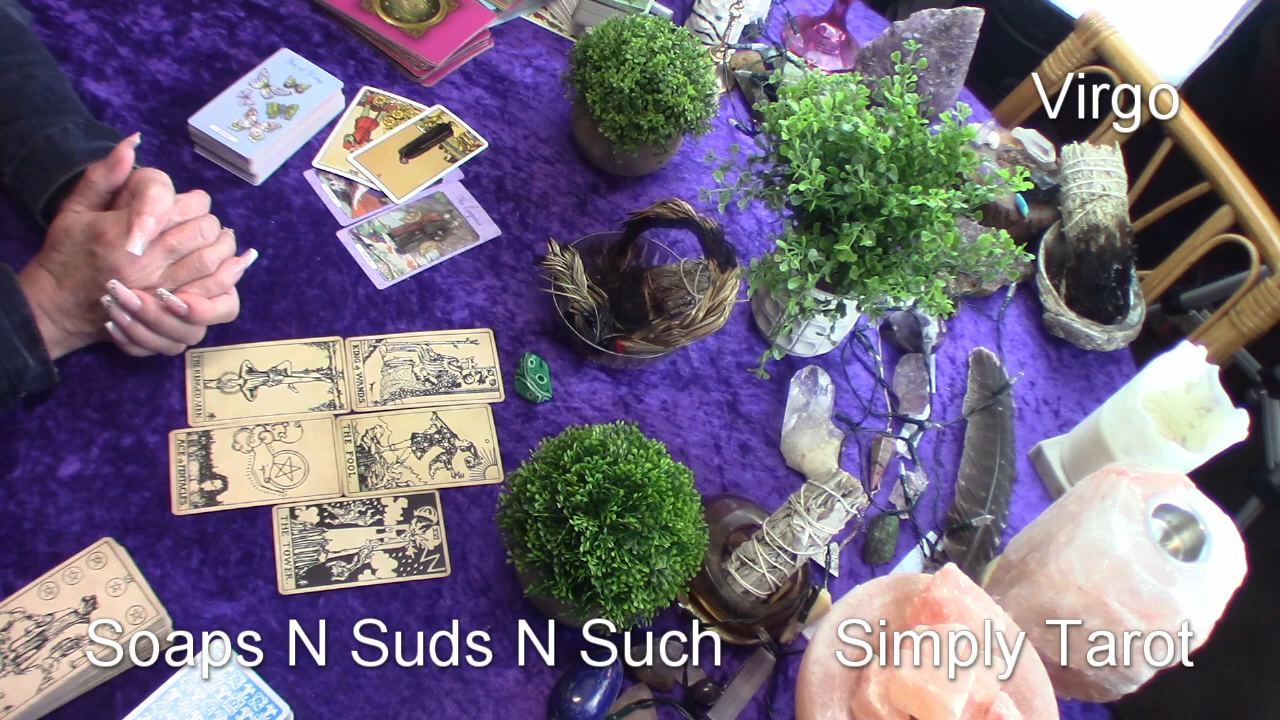 Virgo
THE HANGED MAN.
KING of WANDS.
ACE of PENTACLES.
THE FOOL.
THE TOWER.
Soaps N Suds N Such
Simply Tarot